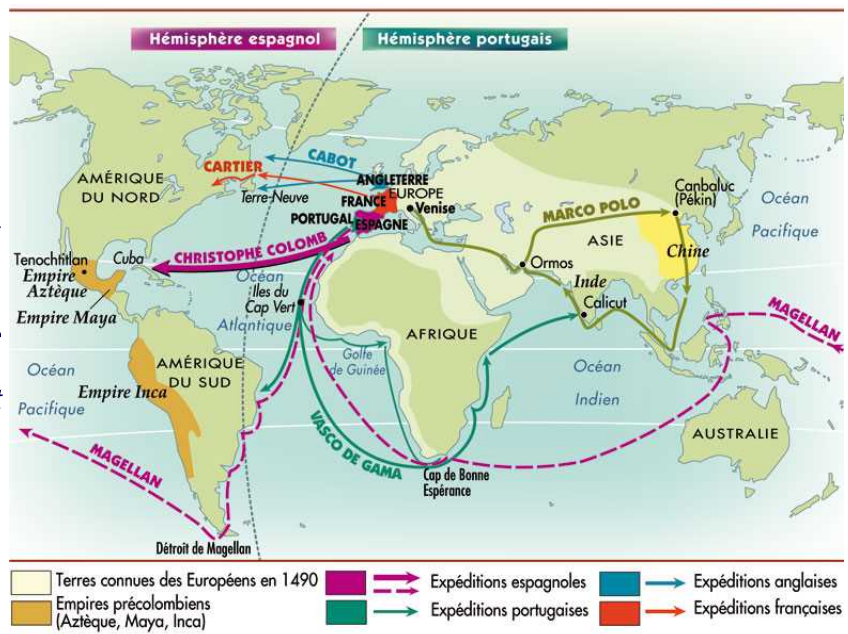 Hémisphère espagnol
Hémisphère portugais
AMÉRIQUE
DU NORD
CARTIER
CABOT
Terre-Neuve
ANGLETERRE
EUROPE
FRANCE
Venise
PORTUGAL
ESPAGNE
MARCO POLO
Canbaluc
(Pékin)
Océan
Pacifique
ASIE
Chine
CHRISTOPHE COLOMB
Tenochtitlan
Cuba
Empire
Aztèque
Empire Maya
Océan
Atlantique
Iles du
Cap Vert
Ormos
Inde
Calicut
MAGELLAN
AFRIQUE
Golfe
de Guinée
AMÉRIQUE
DU SUD
Empire Inca
Océan
Pacifique
Océan
Indien
AUSTRALIE
MAGELLAN
VASCO DE GAMA
Cap de Bonne
Espérance
Détroit de Magellan
Terres connues des Européens en 1490
Empires précolombiens
(Aztèque, Maya, Inca)
Expéditions espagnoles
Expéditions portugaises
Expéditions anglaises
Expéditions françaises